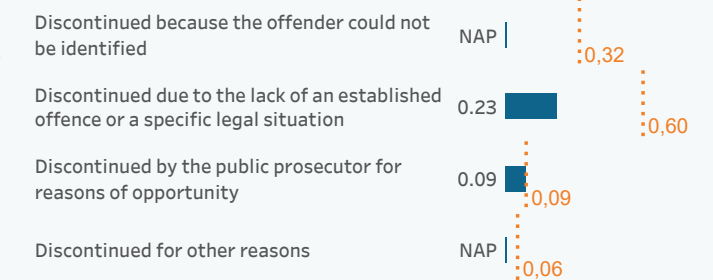 Discontinued because the offender could not
be identified
NAP
0,32
Discontinued due to the lack of an established
offence or a specific legal situation
0.23
0,60
Discontinued by the public prosecutor for
reasons of opportunity
0.09
0,09
Discontinued for other reasons
NAP
0,06